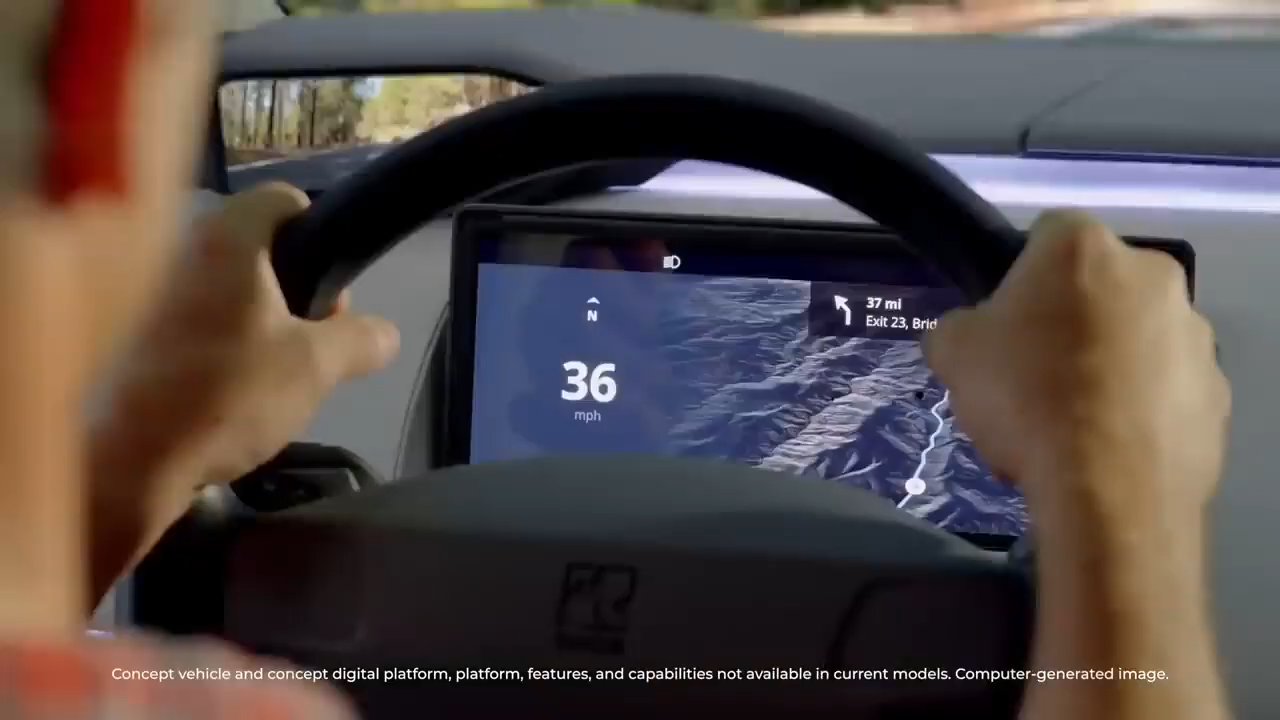 N
37 mi
Exit 23, Brid
36
mph
Concept vehicle and concept digital platform, platform, features, and capabilities not available in current models. Computer-generated image.